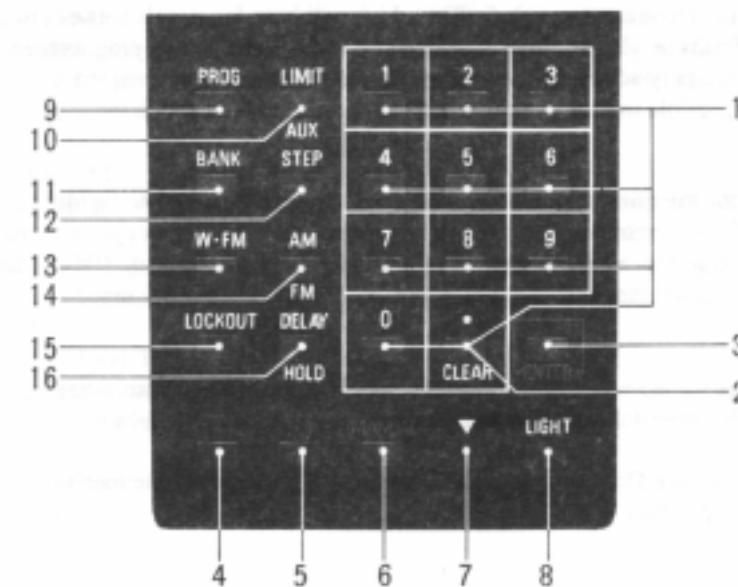 PROG LIMIT 1 2 3
9 1
10 AUX
BANK STEP 4 5 6
11
12
W-FM AM 7 8 9
13
14 FM
LOCKOUT DELAY 0 .
15 3
16 HOLD CLEAR ENTER 2
▼ LIGHT
4 5 6 7 8